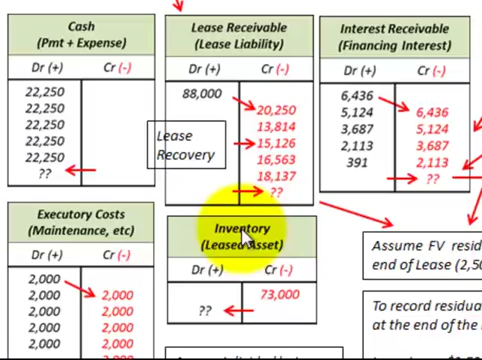 Cash
(Pmt + Expense)
Dr (+) Cr (-)
22,250
22,250
22,250
22,250
22,250
??
Lease Receivable
(Lease Liability)
Dr (+) Cr (-)
88,000
20,250
13,814
15,126
16,563
18,137
??
Lease
Recovery
Interest Receivable
(Financing Interest)
Dr (+) Cr (-)
6,436
5,124 6,436
3,687 5,124
2,113 3,687
391 2,113
??
Executory Costs
(Maintenance, etc)
Dr (+) Cr (-)
2,000
2,000 2,000
2,000 2,000
2,000 2,000
2,000 2,000
Inventory
(Leased Asset)
Dr (+) Cr (-)
73,000
??
Assume FV resid
end of Lease (2,50
To record residua
at the end of the